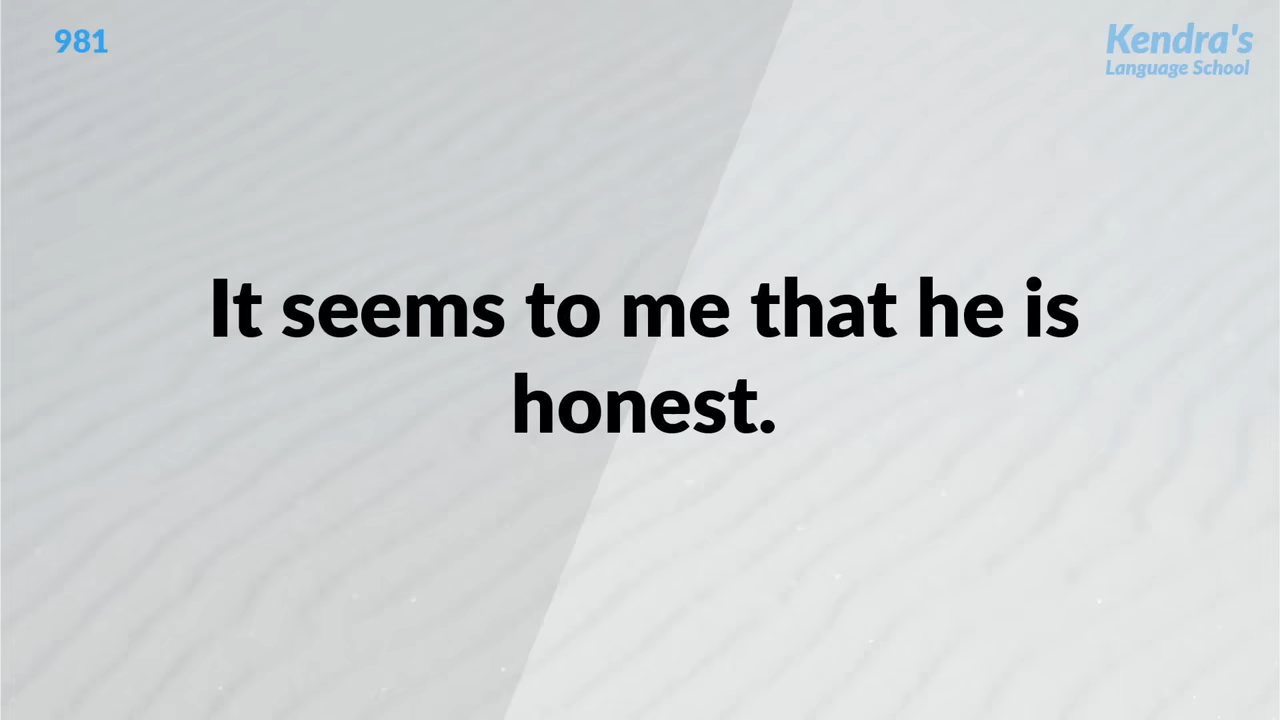 981
Kendra's
Language School
It seems to me that he is
honest.